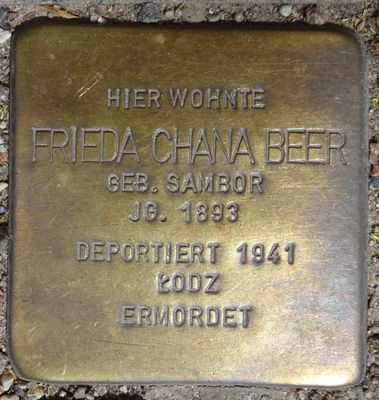 HIER WOHNTE
FRIEDA CHANA BEER
GEB. SAMBOR
JG. 1893
DEPORTIERT 1941
ŁODZ
ERMORDET